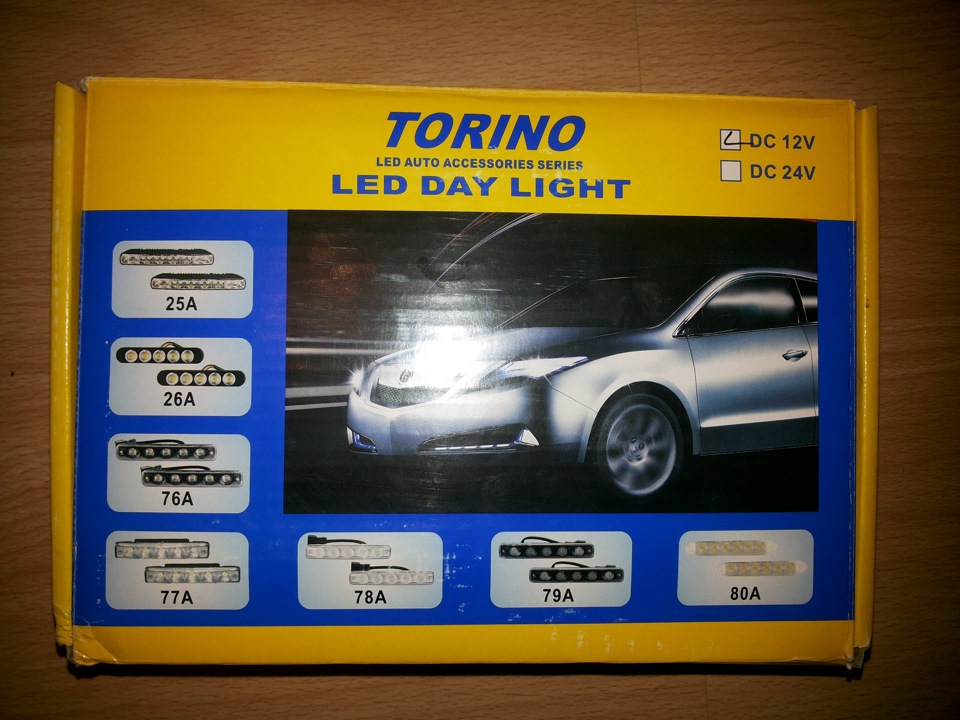 TORINO
LED AUTO ACCESSORIES SERIES
LED DAY LIGHT
DC 12V
DC 24V
25A
26A
76A
77A
78A
79A
80A